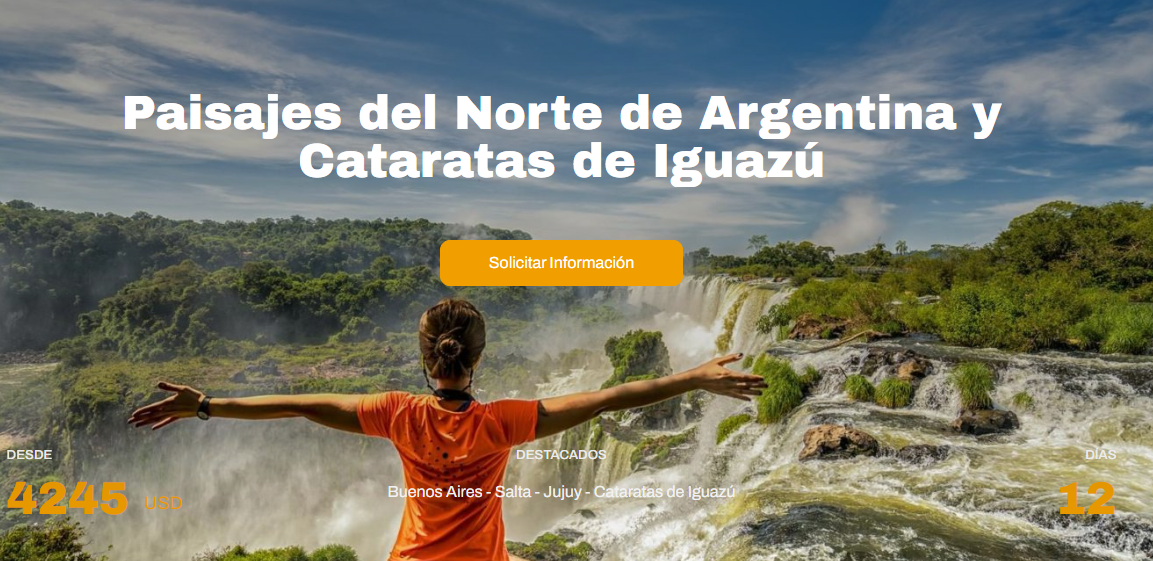 Paisajes del Norte de Argentina y
Cataratas de Iguazú
Solicitar Información
DESDE
4245 USD
DESTACADOS
Buenos Aires - Salta - Jujuy - Cataratas de Iguazú
DÍAS
12